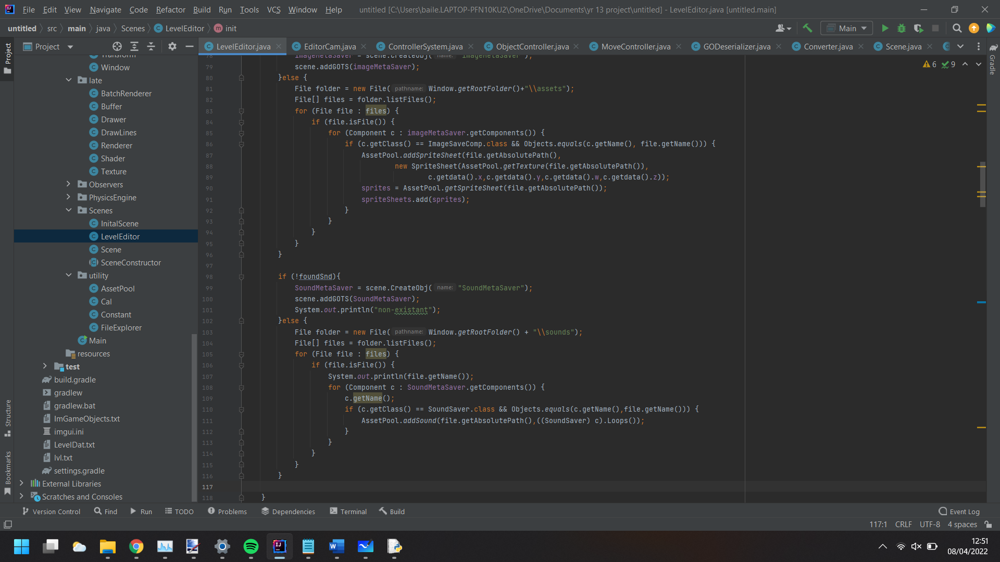 File Edit View Navigate Code Refactor Build Run Tools VCS Window Help untitled [C:\Users\baile.LAPTOP-PFN10KU2\OneDrive\Documents\yr 13 project\untitled] - LevelEditor.java [untitled.main]
untitled src main java Scenes LevelEditor init Main
Project
LevelEditor.java EditorCam.java ControllerSystem.java ObjectController.java MoveController.java GODeserializer.java Converter.java Scene.java
Project
Gradle
6 9
Transform
Window
late
BatchRenderer
Buffer
Drawer
DrawLines
Renderer
Shader
Texture
Observers
PhysicsEngine
Scenes
InitalScene
LevelEditor
Scene
SceneConstructor
utility
AssetPool
Cal
Constant
FileExplorer
Main
resources
test
build.gradle
gradlew
gradlew.bat
ImGameObjects.txt
imgui.ini
LevelDat.txt
lvl.txt
settings.gradle
External Libraries
Scratches and Consoles
Structure
Bookmarks
78 imageMetaSaver = scene.CreateObj( name: "imageMetaSaver");
79 scene.addGOTS(imageMetaSaver);
80 }else {
81 File folder = new File( pathname: Window.getRootFolder()+"\\assets");
82 File[] files = folder.listFiles();
83 for (File file : files) {
84 if (file.isFile()) {
85 for (Component c : imageMetaSaver.getComponents()) {
86 if (c.getClass() == ImageSaveComp.class && Objects.equals(c.getName(), file.getName())) {
87 AssetPool.addSpriteSheet(file.getAbsolutePath(),
88 new SpriteSheet(AssetPool.getTexture(file.getAbsolutePath()),
89 c.getdata().x,c.getdata().y,c.getdata().w,c.getdata().z));
90 sprites = AssetPool.getSpriteSheet(file.getAbsolutePath());
91 spriteSheets.add(sprites);
92 }
93 }
94 }
95 }
96 }
97
98 if (!foundSnd){
99 SoundMetaSaver = scene.CreateObj( name: "SoundMetaSaver");
100 scene.addGOTS(SoundMetaSaver);
101 System.out.println("non-existant");
102 }else {
103 File folder = new File( pathname: Window.getRootFolder() + "\\sounds");
104 File[] files = folder.listFiles();
105 for (File file : files) {
106 if (file.isFile()) {
107 System.out.println(file.getName());
108 for (Component c : SoundMetaSaver.getComponents()) {
109 c.getName();
110 if (c.getClass() == SoundSaver.class && Objects.equals(c.getName(),file.getName())) {
111 AssetPool.addSound(file.getAbsolutePath(),((SoundSaver) c).Loops());
112 }
113 }
114 }
115 }
116 }
117
118 }
Version Control Find Run TODO Problems Dependencies Terminal Build Event Log
117:1 CRLF UTF-8 4 spaces
12:51
08/04/2022